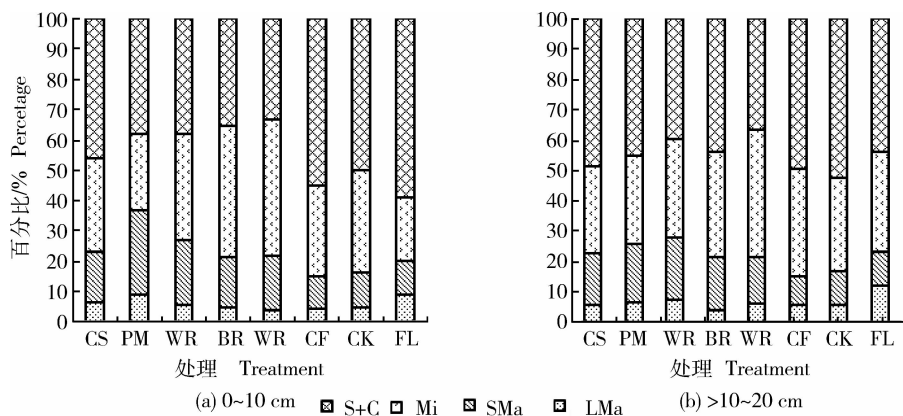 百分比/% Percetage
100
90
80
70
60
50
40
30
20
10
0
CS PM WR BR WR CF CK FL
处理 Treatment
(a) 0~10 cm
100
90
80
70
60
50
40
30
20
10
0
CS PM WR BR WR CF CK FL
处理 Treatment
(b) >10~20 cm
S+C Mi SMa LMa